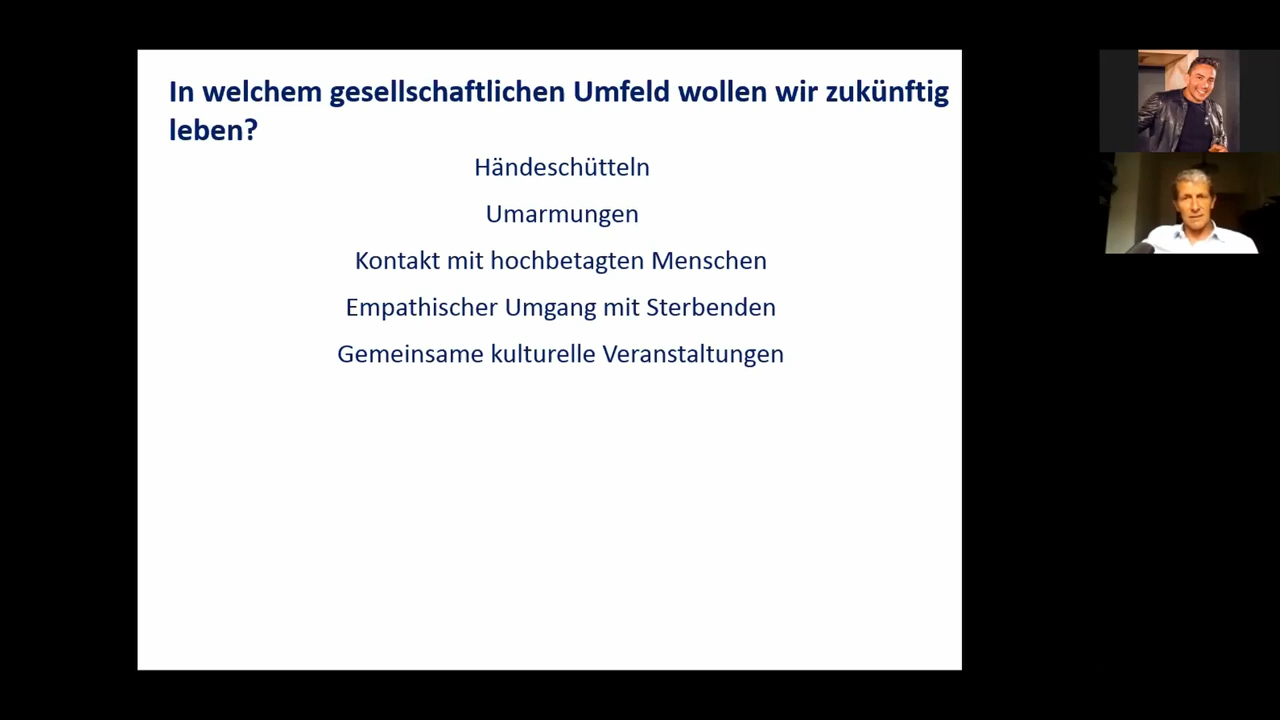 In welchem gesellschaftlichen Umfeld wollen wir zukünftig
leben?
Händeschütteln
Umarmungen
Kontakt mit hochbetagten Menschen
Empathischer Umgang mit Sterbenden
Gemeinsame kulturelle Veranstaltungen